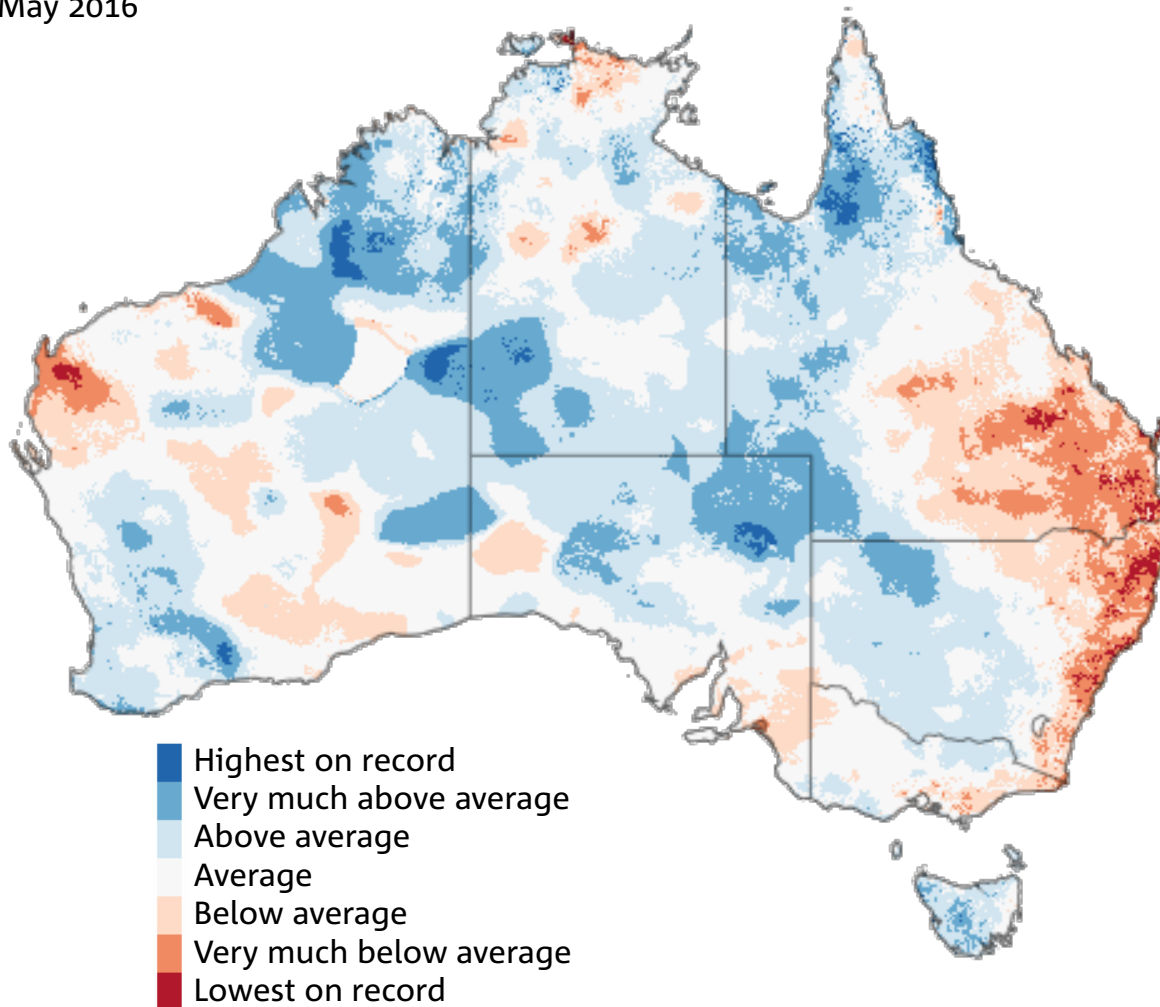 May 2016
Highest on record
Very much above average
Above average
Average
Below average
Very much below average
Lowest on record